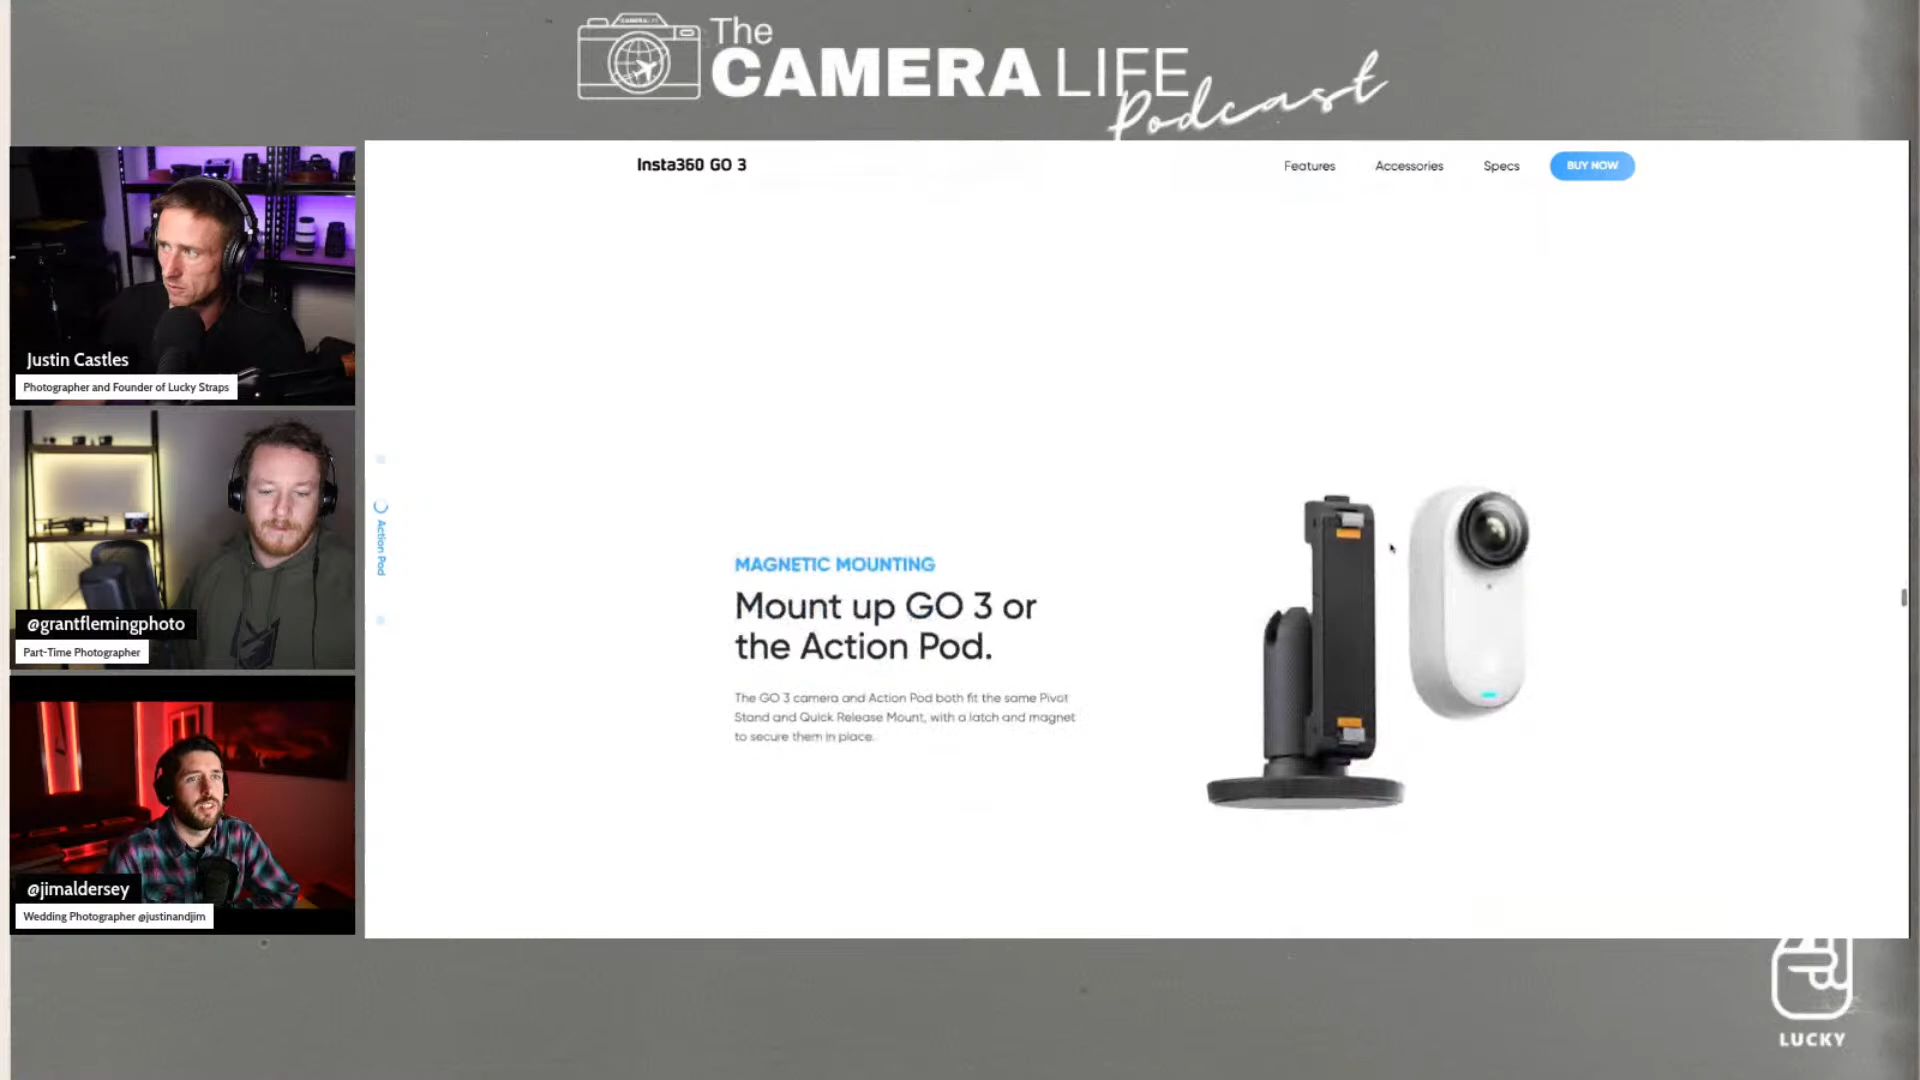 The
CAMERA LIFE
Podcast
Insta360 GO 3
Features
Accessories
Specs
BUY NOW
Justin Castles
Photographer and Founder of Lucky Straps
@grantflemingphoto
Part-Time Photographer
@jimaldersey
Wedding Photographer @justinandjim
Action Pod
MAGNETIC MOUNTING
Mount up GO 3 or
the Action Pod.
The GO 3 camera and Action Pod both fit the same Pivot
Stand and Quick Release Mount, with a latch and magnet
to secure them in place.
LUCKY